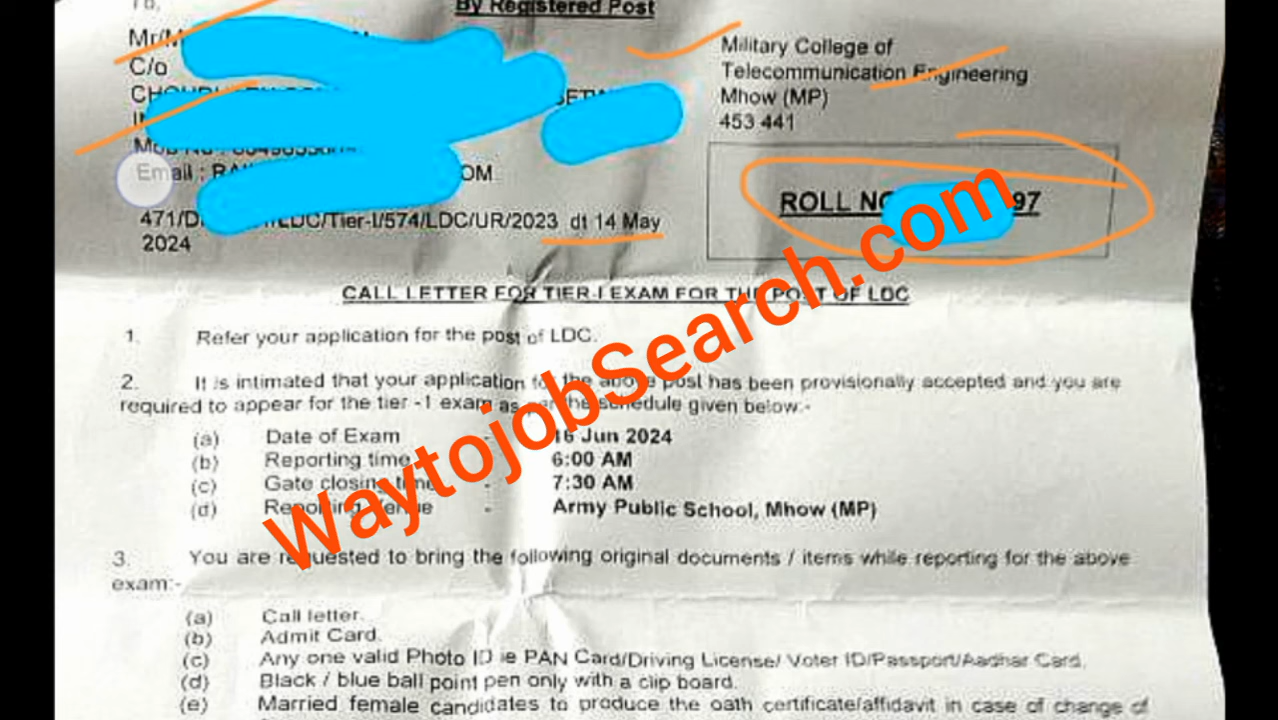 To,
By Registered Post
Mr/M
C/o
Military College of
Telecommunication Engineering
Mhow (MP)
453 441
Email :
OM
ROLL NO 97
471/ /LDC/Tier-I/574/LDC/UR/2023 dt 14 May
2024
CALL LETTER FOR TIER-I EXAM FOR THE POST OF LDC
1. Refer your application for the post of LDC.
2. It is intimated that your application for the above post has been provisionally accepted and you are
required to appear for the tier -1 exam as per the schedule given below:-
(a) Date of Exam - 16 Jun 2024
(b) Reporting time - 6:00 AM
(c) Gate closing time - 7:30 AM
(d) Reporting venue - Army Public School, Mhow (MP)
3. You are requested to bring the following original documents / items while reporting for the above
exam:-
(a) Call letter.
(b) Admit Card.
(c) Any one valid Photo ID ie PAN Card/Driving License/ Voter ID/Passport/Aadhar Card.
(d) Black / blue ball point pen only with a clip board.
(e) Married female candidates to produce the oath certificate/affidavit in case of change of
WaytojobSearch.com